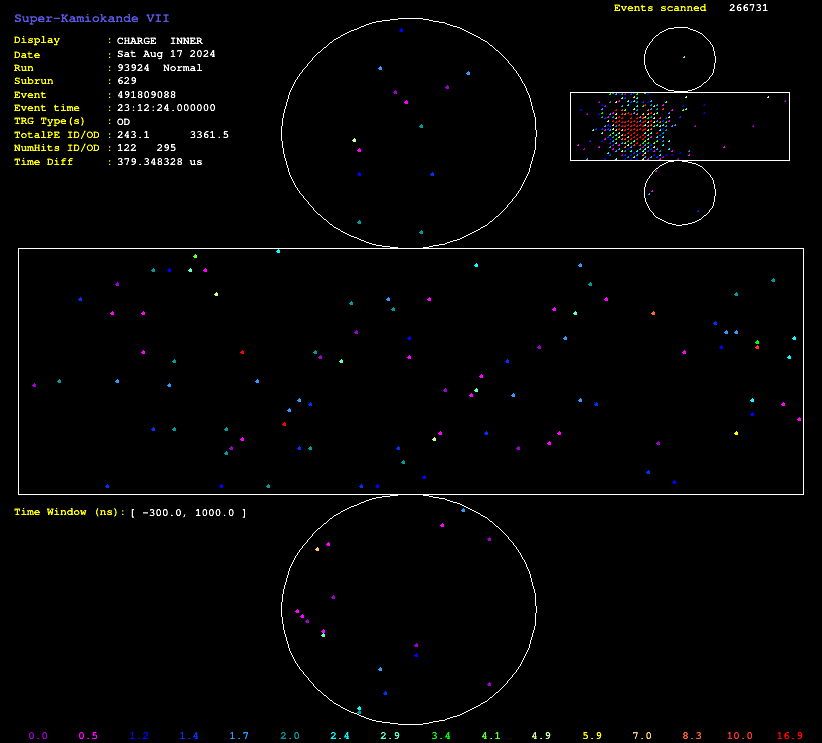 Super-Kamiokande VII
Events scanned 266731
Display : CHARGE INNER
Date : Sat Aug 17 2024
Run : 93924 Normal
Subrun : 629
Event : 491809088
Event time : 23:12:24.000000
TRG Type(s) : OD
TotalPE ID/OD : 243.1 3361.5
NumHits ID/OD : 122 295
Time Diff : 379.348328 us
Time Window (ns): [ -300.0, 1000.0 ]
0.0 0.5 1.2 1.4 1.7 2.0 2.4 2.9 3.4 4.1 4.9 5.9 7.0 8.3 10.0 16.9